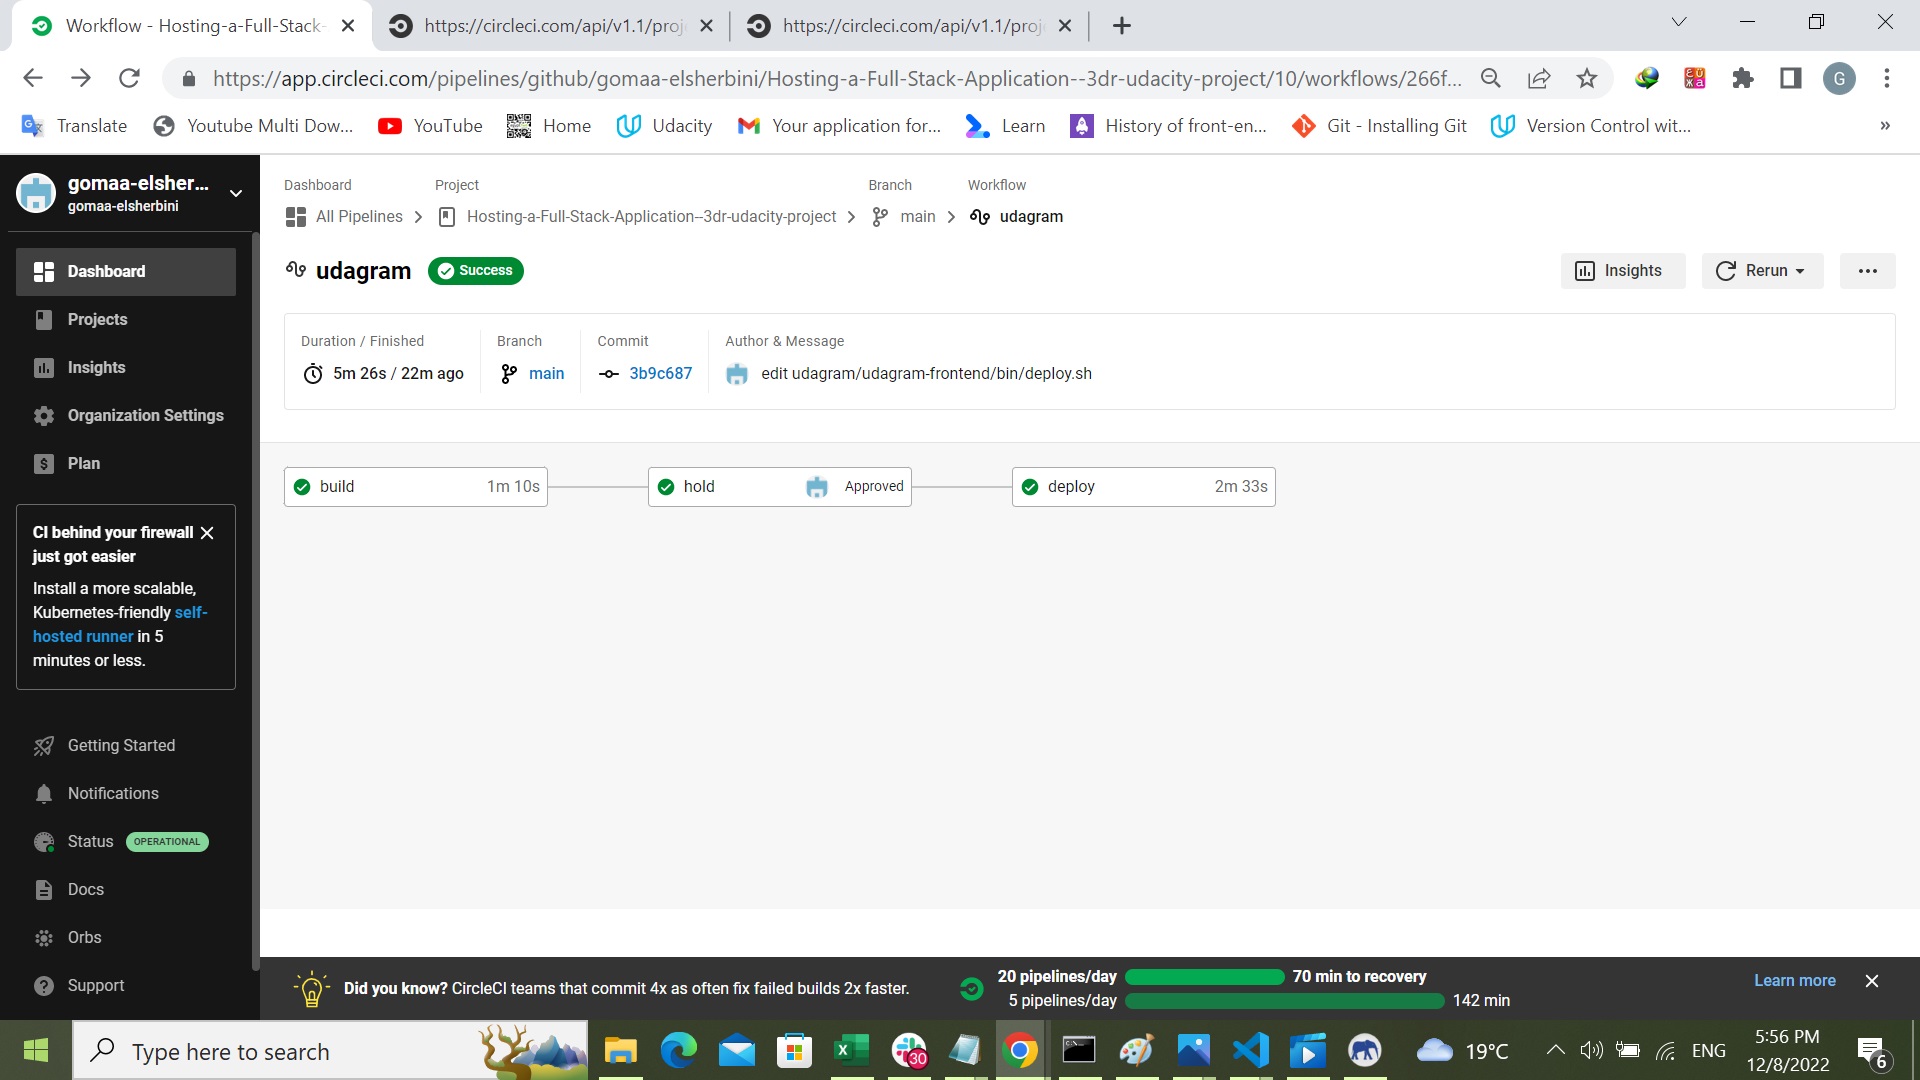 Workflow - Hosting-a-Full-Stack-
https://circleci.com/api/v1.1/proj
https://circleci.com/api/v1.1/proj
https://app.circleci.com/pipelines/github/gomaa-elsherbini/Hosting-a-Full-Stack-Application--3dr-udacity-project/10/workflows/266f...
G
Translate
Youtube Multi Dow...
YouTube
Home
Udacity
Your application for...
Learn
History of front-en...
Git - Installing Git
Version Control wit...
»
gomaa-elsher...
gomaa-elsherbini
Dashboard
Projects
Insights
Organization Settings
Plan
CI behind your firewall
just got easier
Install a more scalable,
Kubernetes-friendly self-
hosted runner in 5
minutes or less.
Getting Started
Notifications
Status OPERATIONAL
Docs
Orbs
Support
Dashboard Project Branch Workflow
All Pipelines Hosting-a-Full-Stack-Application--3dr-udacity-project main udagram
udagram Success
Insights Rerun
Duration / Finished Branch Commit Author & Message
5m 26s / 22m ago main 3b9c687 edit udagram/udagram-frontend/bin/deploy.sh
build 1m 10s hold Approved deploy 2m 33s
Did you know? CircleCI teams that commit 4x as often fix failed builds 2x faster.
20 pipelines/day 70 min to recovery
5 pipelines/day 142 min
Learn more
Type here to search
30
19°C
ENG
5:56 PM
12/8/2022
6